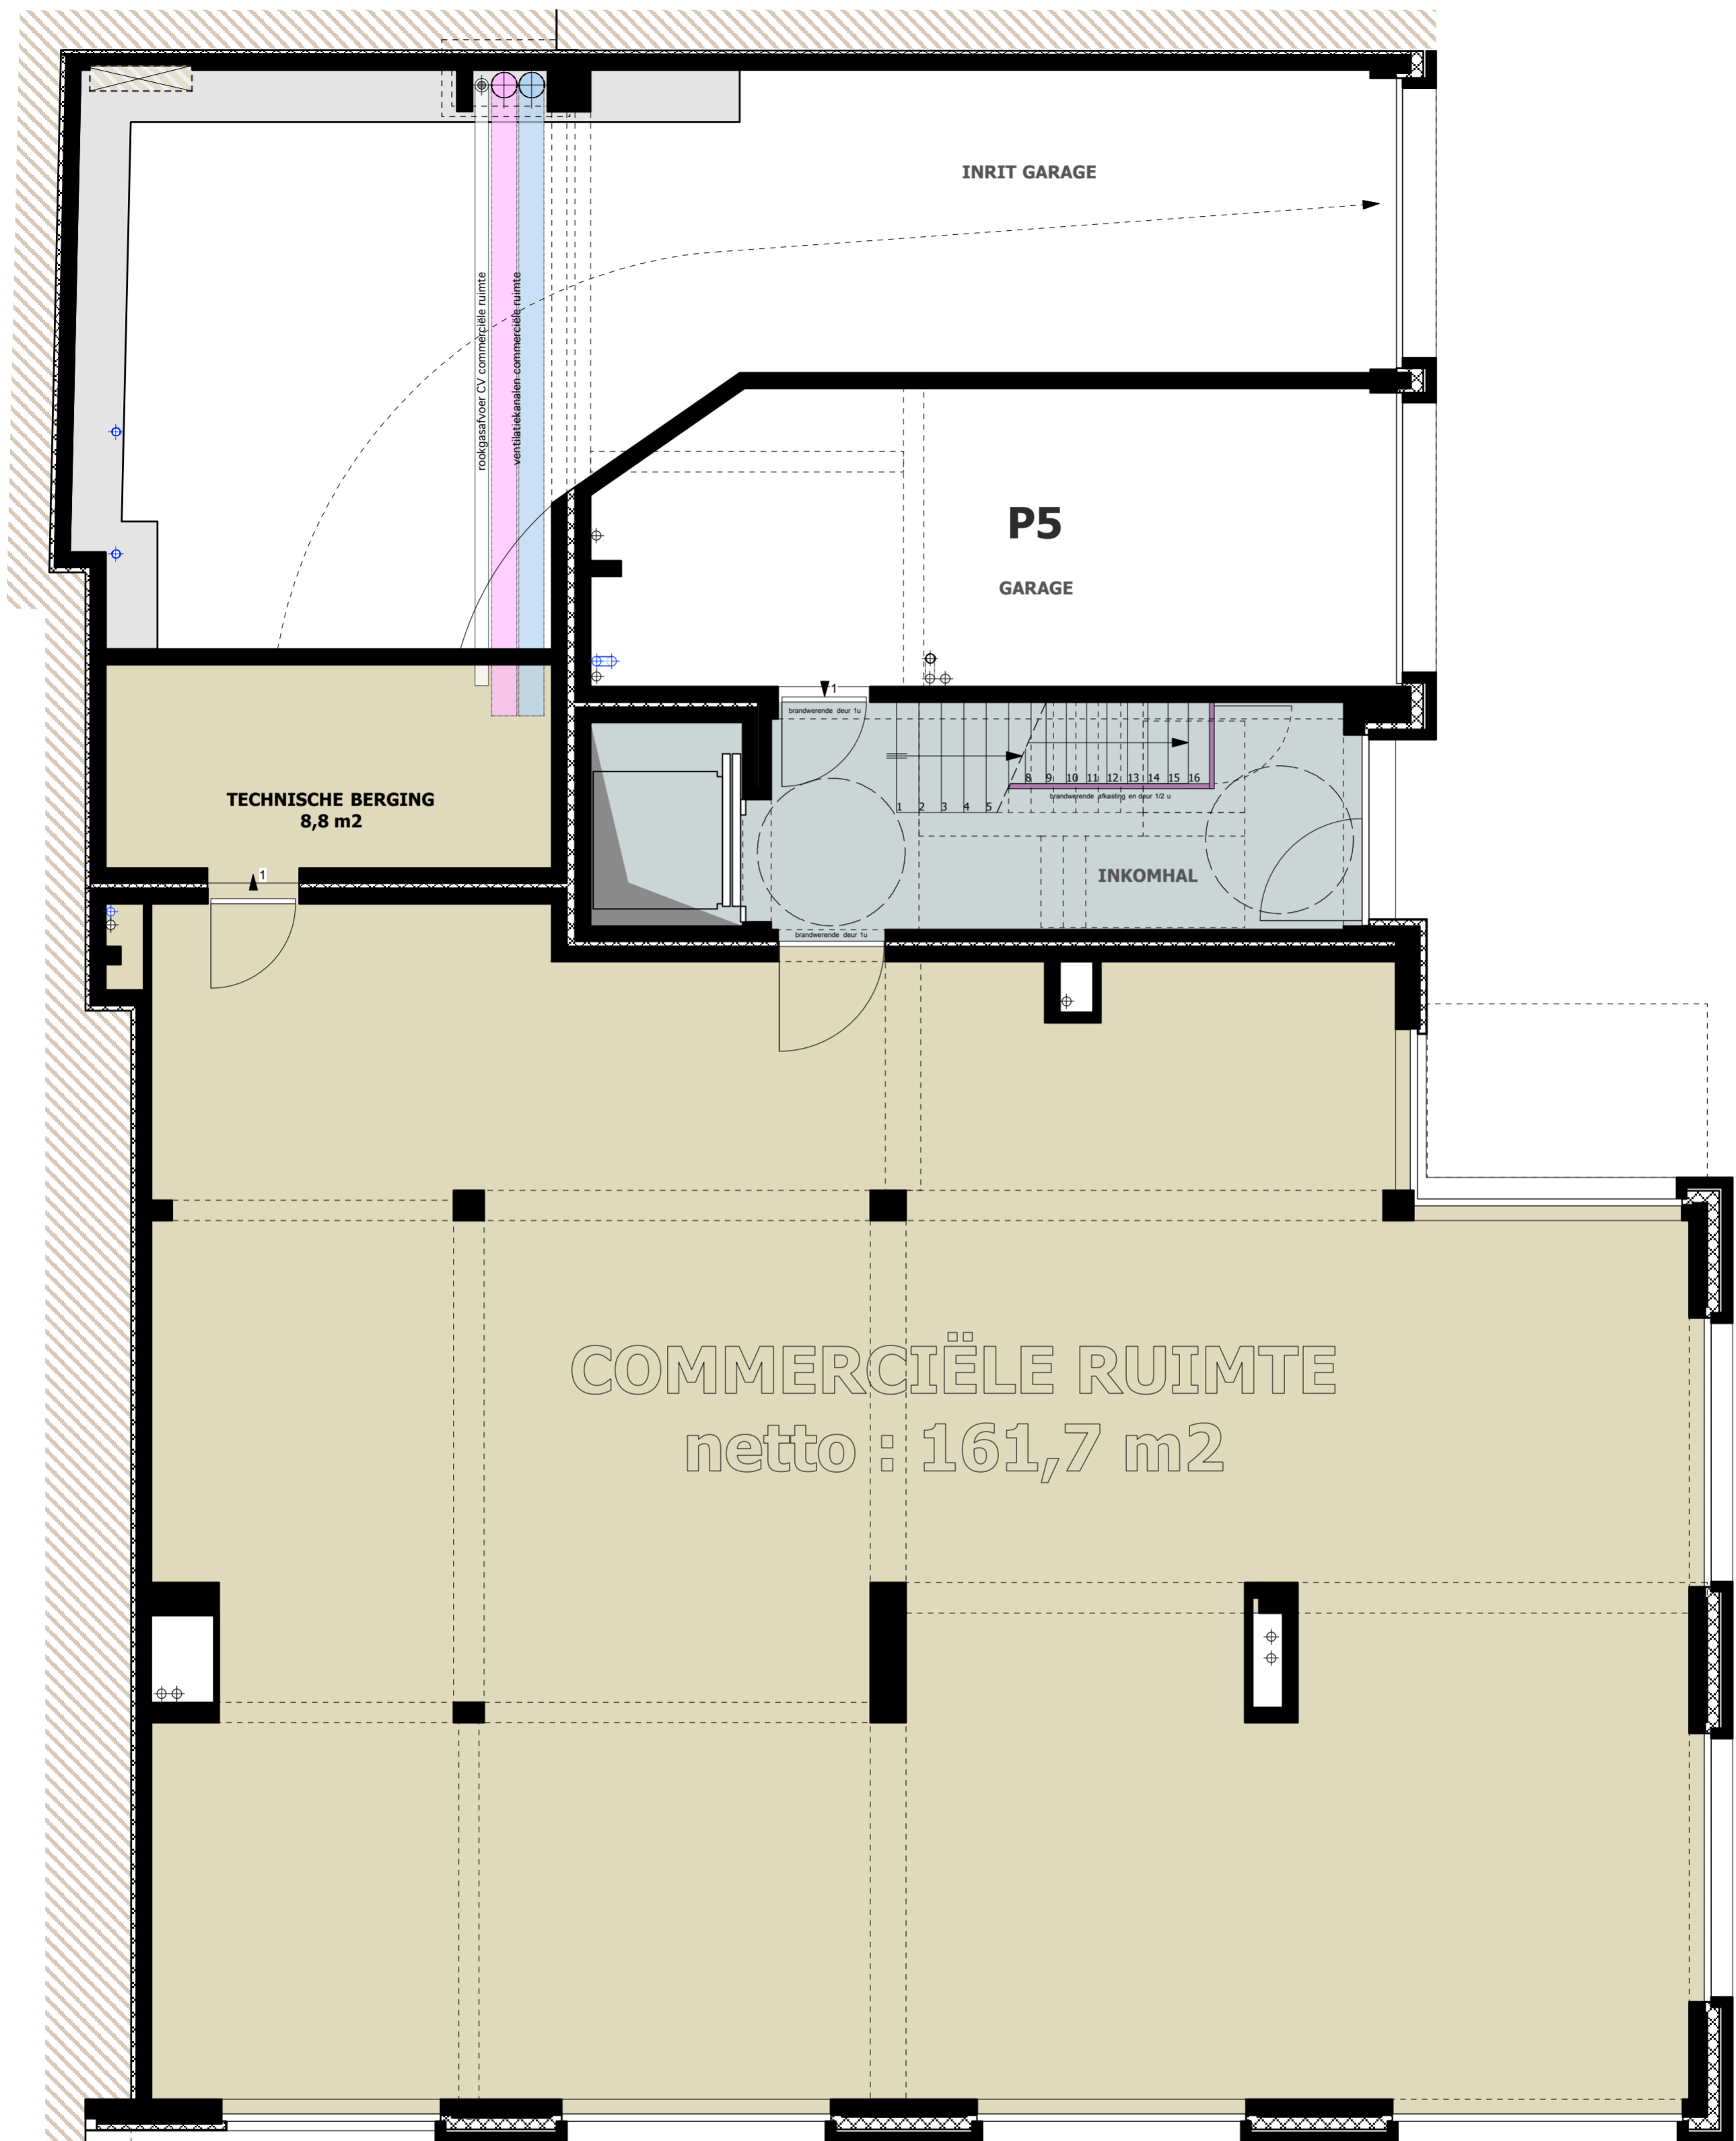 INRIT GARAGE
rookgasafvoer CV commerciële ruimte
ventilatiekanalen commerciële ruimte
P5
GARAGE
1
brandwerende deur 1u
8 9 10 11 12 13 14 15 16
brandwerende afkasting en deur 1/2 u
1 2 3 4 5
TECHNISCHE BERGING
8,8 m2
INKOMHAL
1
brandwerende deur 1u
COMMERCIËLE RUIMTE
netto : 161,7 m2